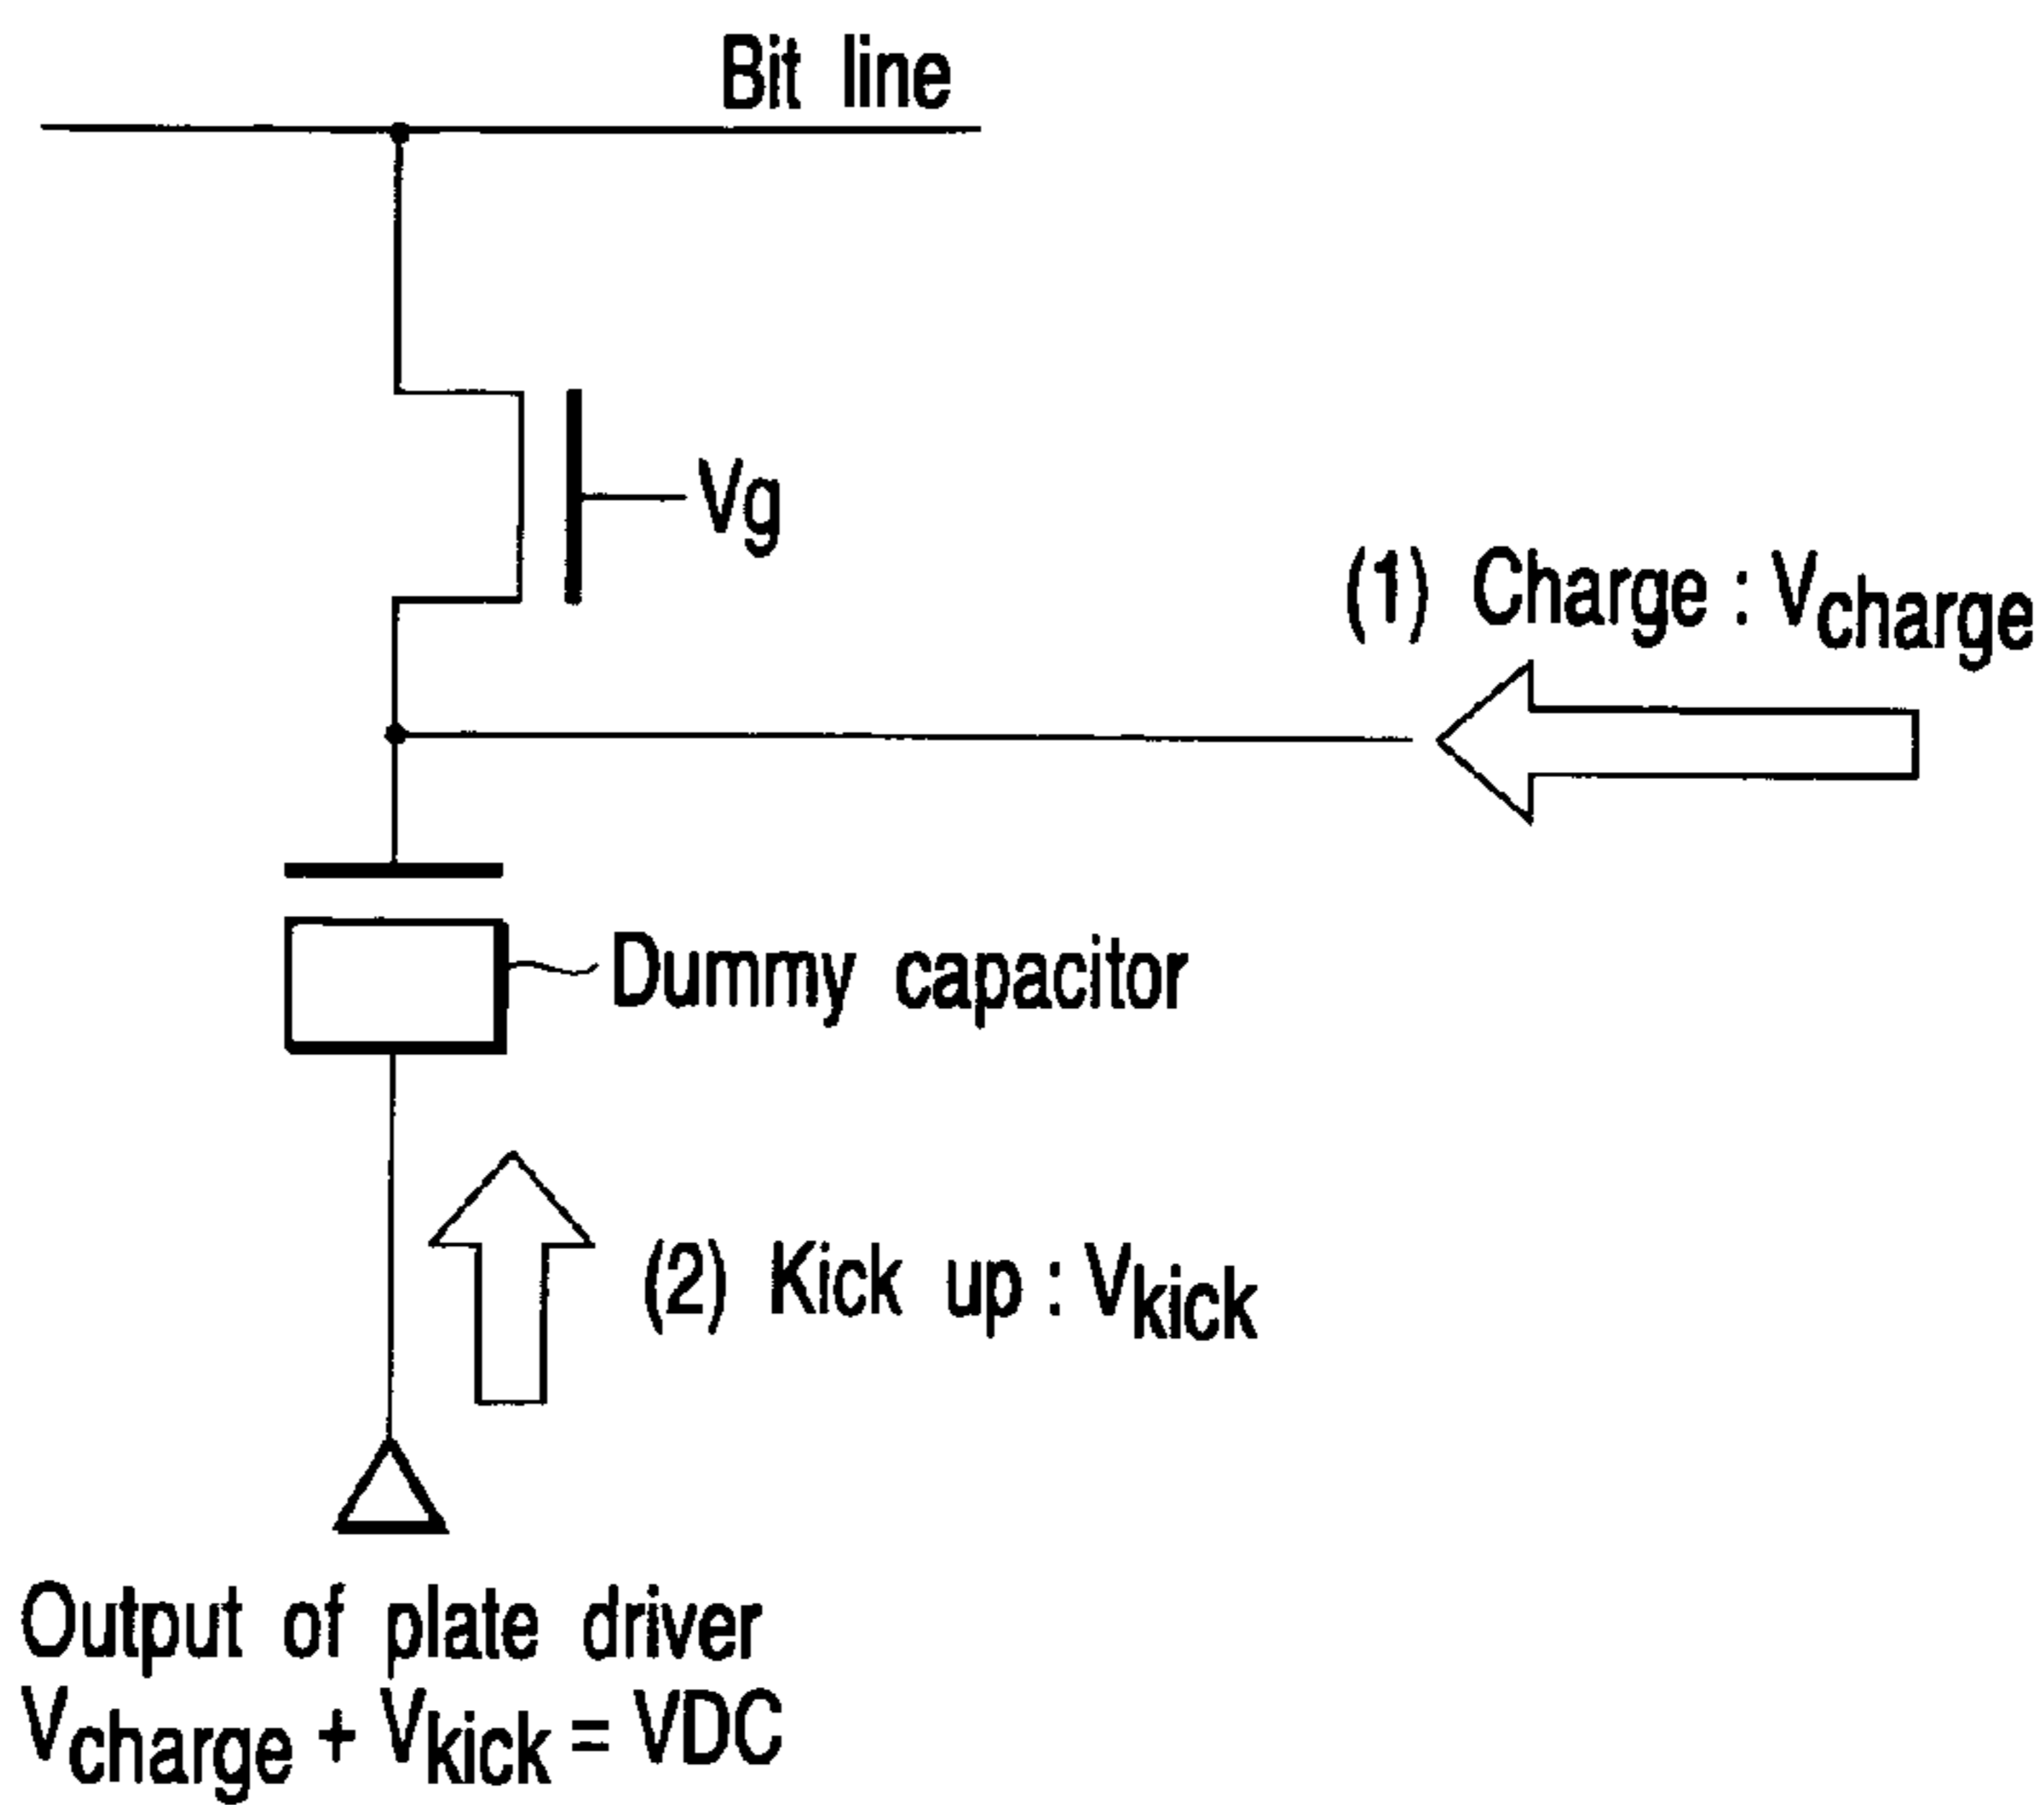 Bit line
Vg
(1) Charge : Vcharge
Dummy capacitor
(2) Kick up : Vkick
Output of plate driver
Vcharge + Vkick = VDC